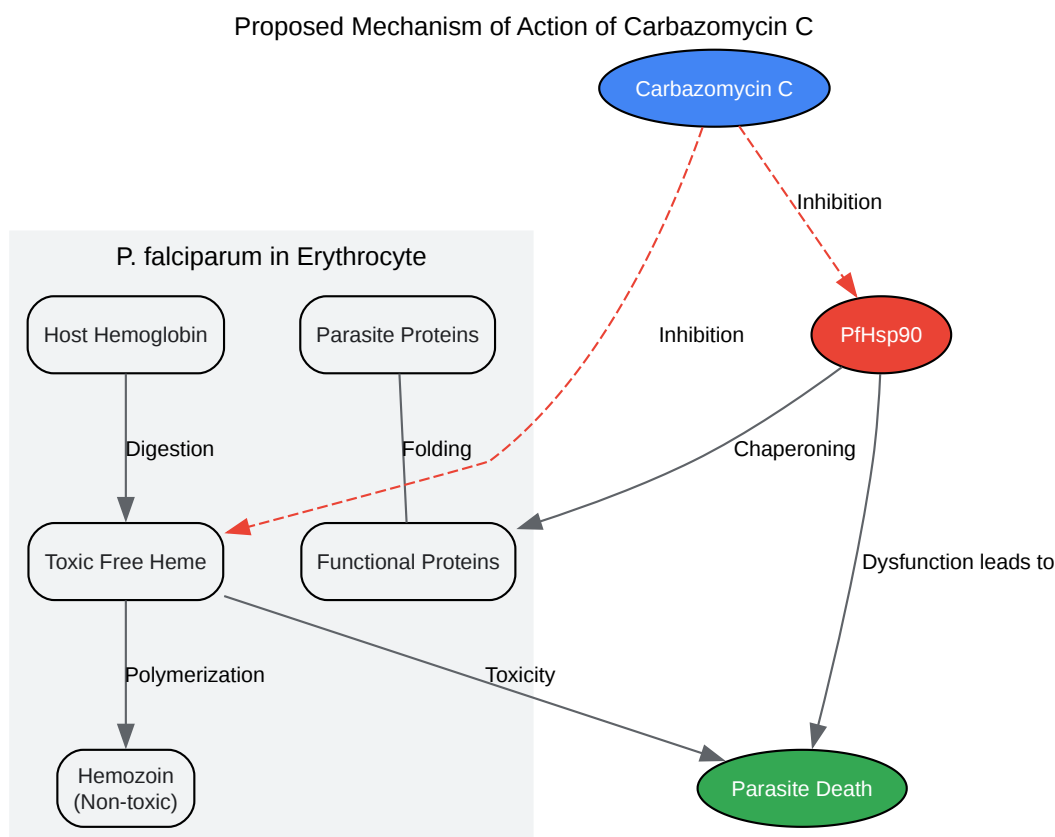 Proposed Mechanism of Action of Carbazomycin C
Carbazomycin C
Inhibition
P. falciparum in Erythrocyte
Host Hemoglobin
Parasite Proteins
Inhibition
PfHsp90
Digestion
Folding
Chaperoning
Toxic Free Heme
Functional Proteins
Dysfunction leads to
Polymerization
Toxicity
Hemozoin
(Non-toxic)
Parasite Death